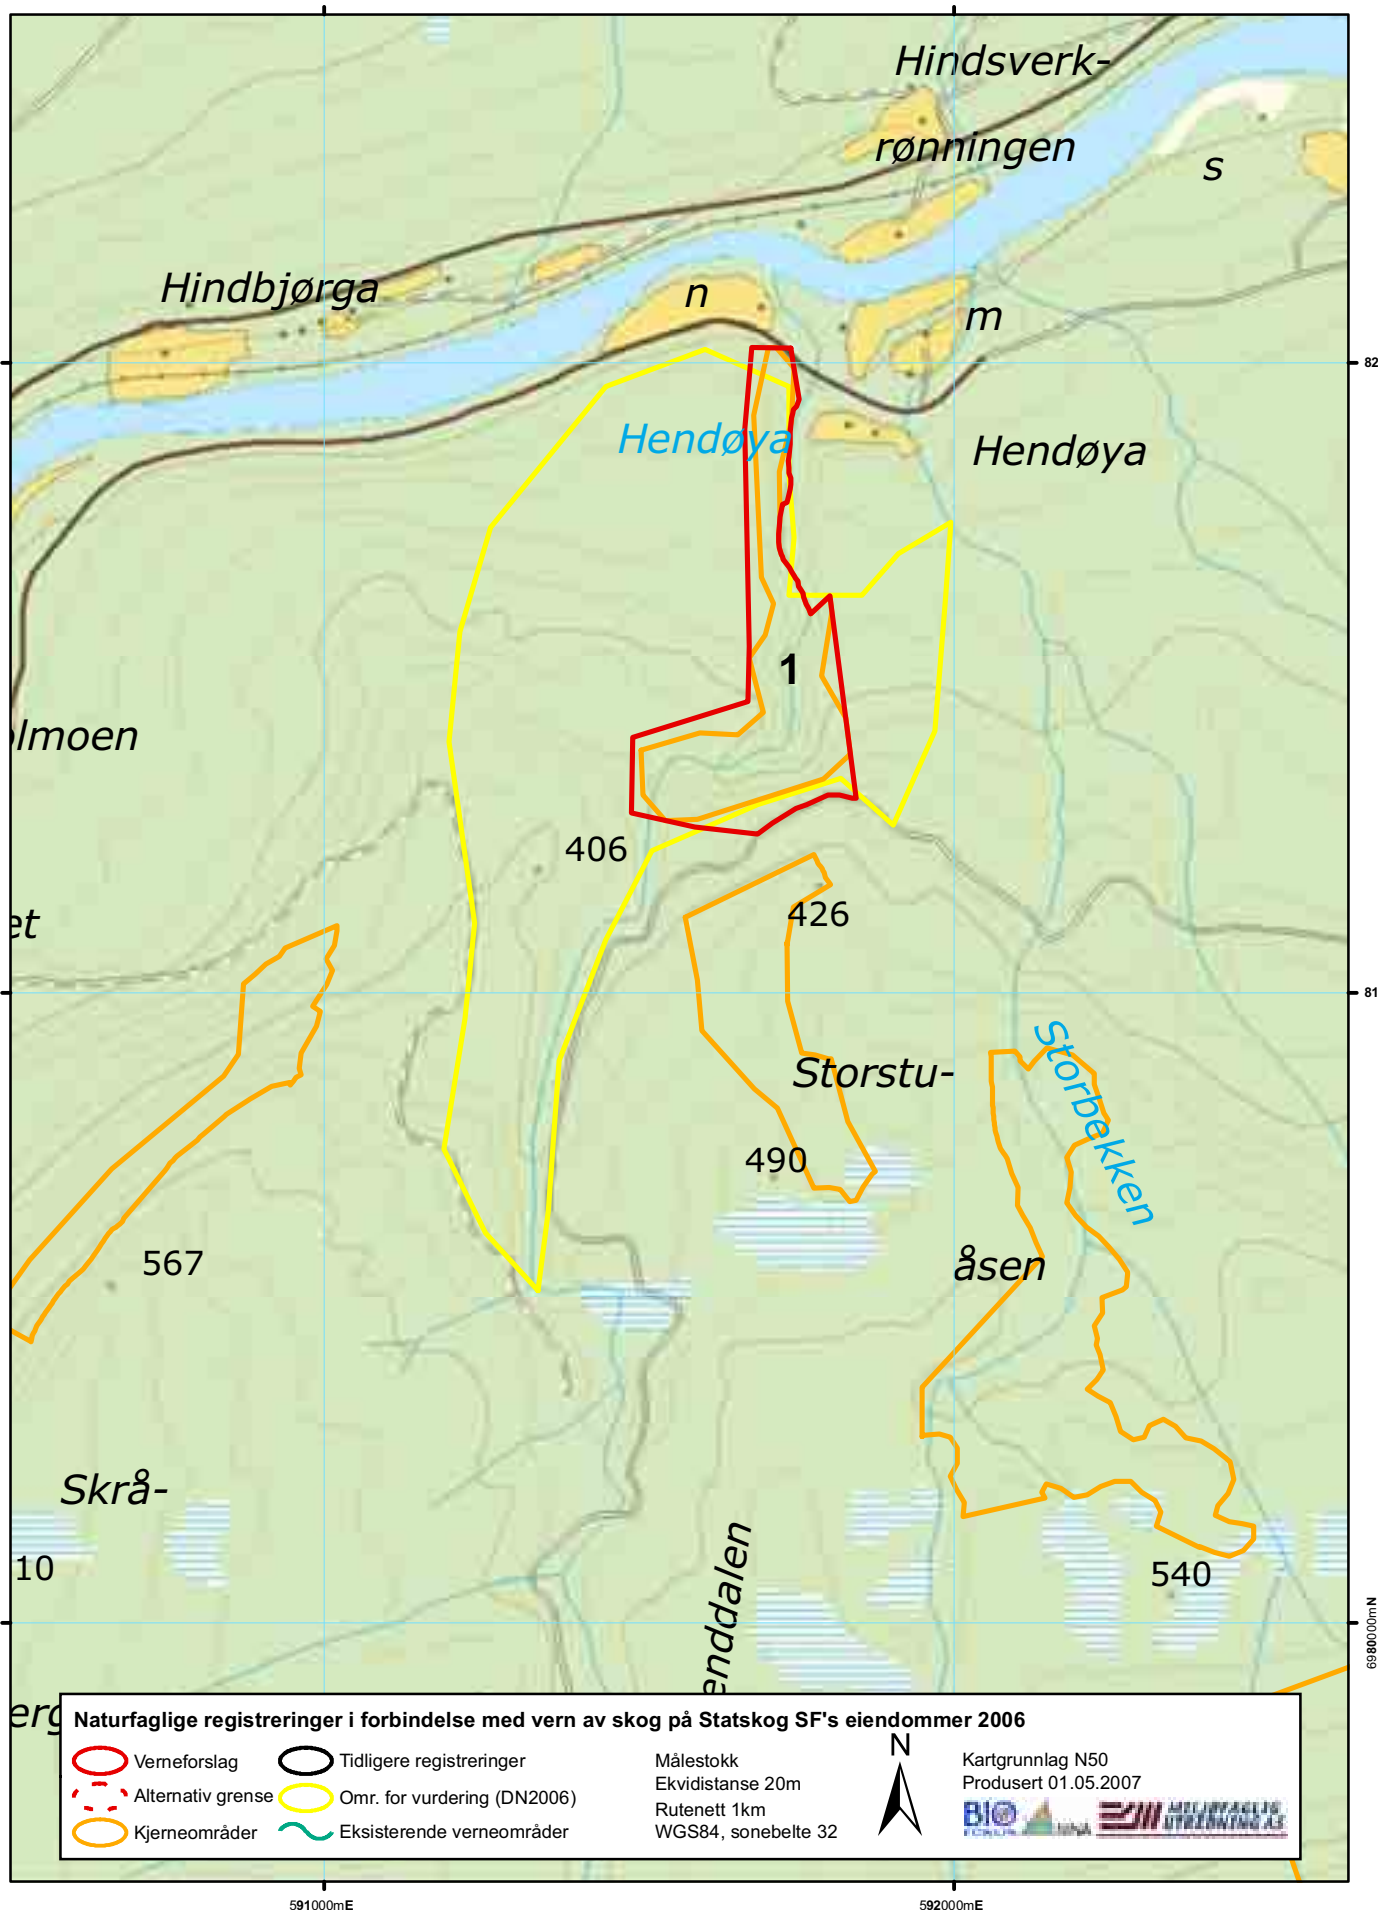 Hindsverk-
rønningen
s
Hindbjørga
n
m
82
Hendøya
Hendøya
1
lmoen
406
426
et
81
Storstu-
Storbekken
490
567
åsen
Skrå-
10
540
enddalen
6980000mN
erg
Naturfaglige registreringer i forbindelse med vern av skog på Statskog SF's eiendommer 2006
Verneforslag
Alternativ grense
Kjerneområder
Tidligere registreringer
Omr. for vurdering (DN2006)
Eksisterende verneområder
Målestokk
Ekvidistanse 20m
Rutenett 1km
WGS84, sonebelte 32
N
Kartgrunnlag N50
Produsert 01.05.2007
BIO
591000mE
592000mE